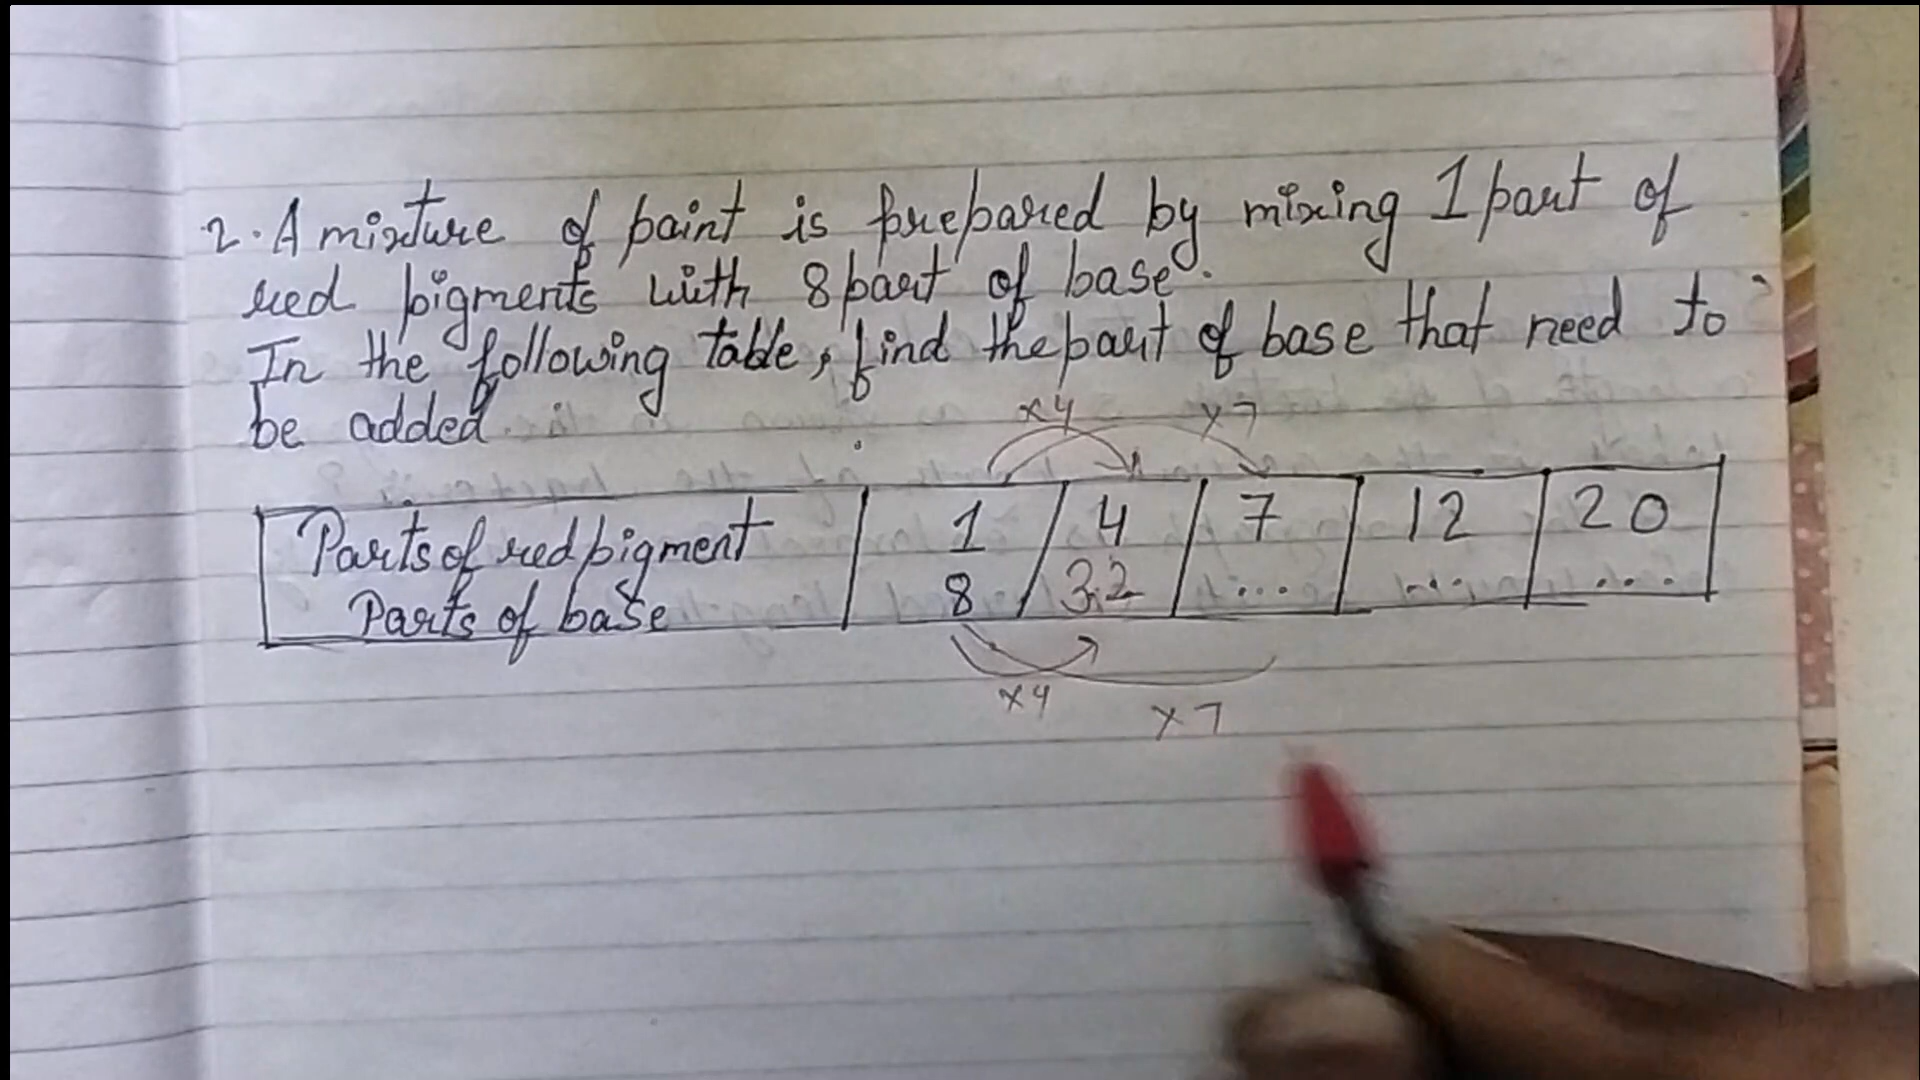 2. A mixture of paint is prepared by mixing 1 part of
red pigments with 8 part of base.
In the following table, find the part of base that need to
be added.
×4 ×7
Parts of red pigment 1 4 7 12 20
Parts of base 8 32 ... ... ...
×4 ×7